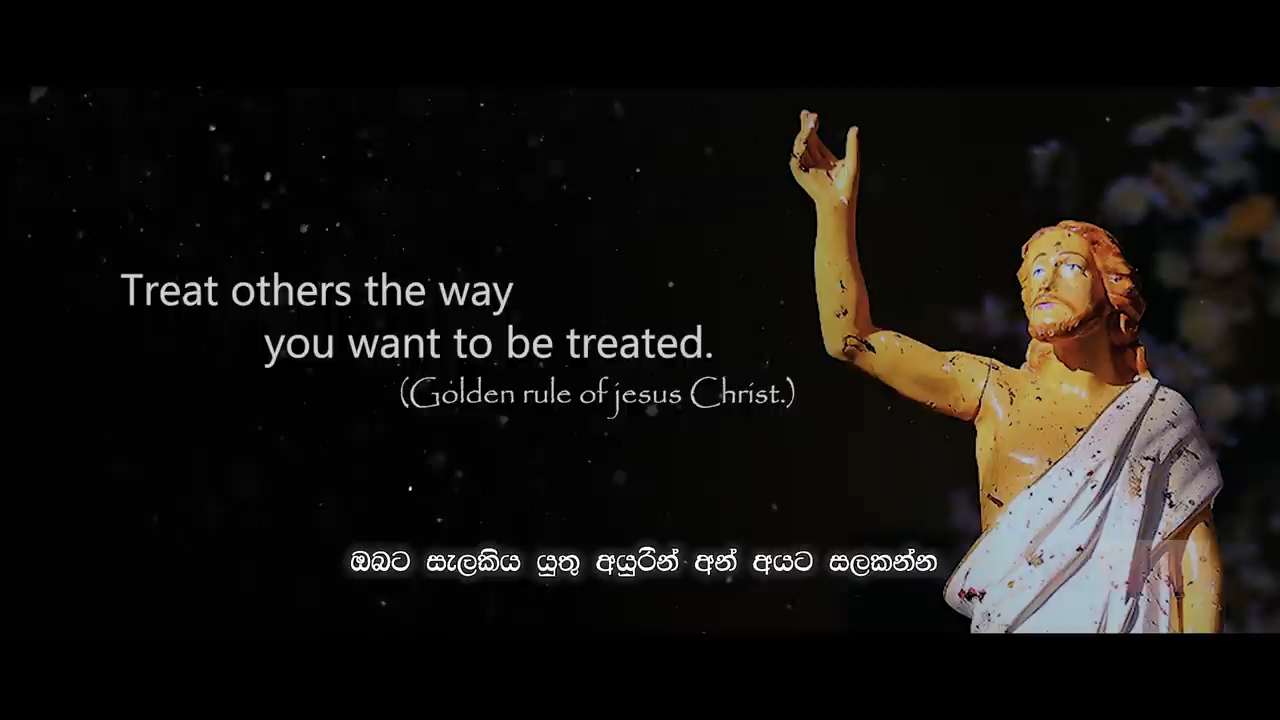 Treat others the way
you want to be treated.
(Golden rule of jesus Christ.)
ඔබට සැලකිය යුතු අයුරින් අන් අයට සලකන්න